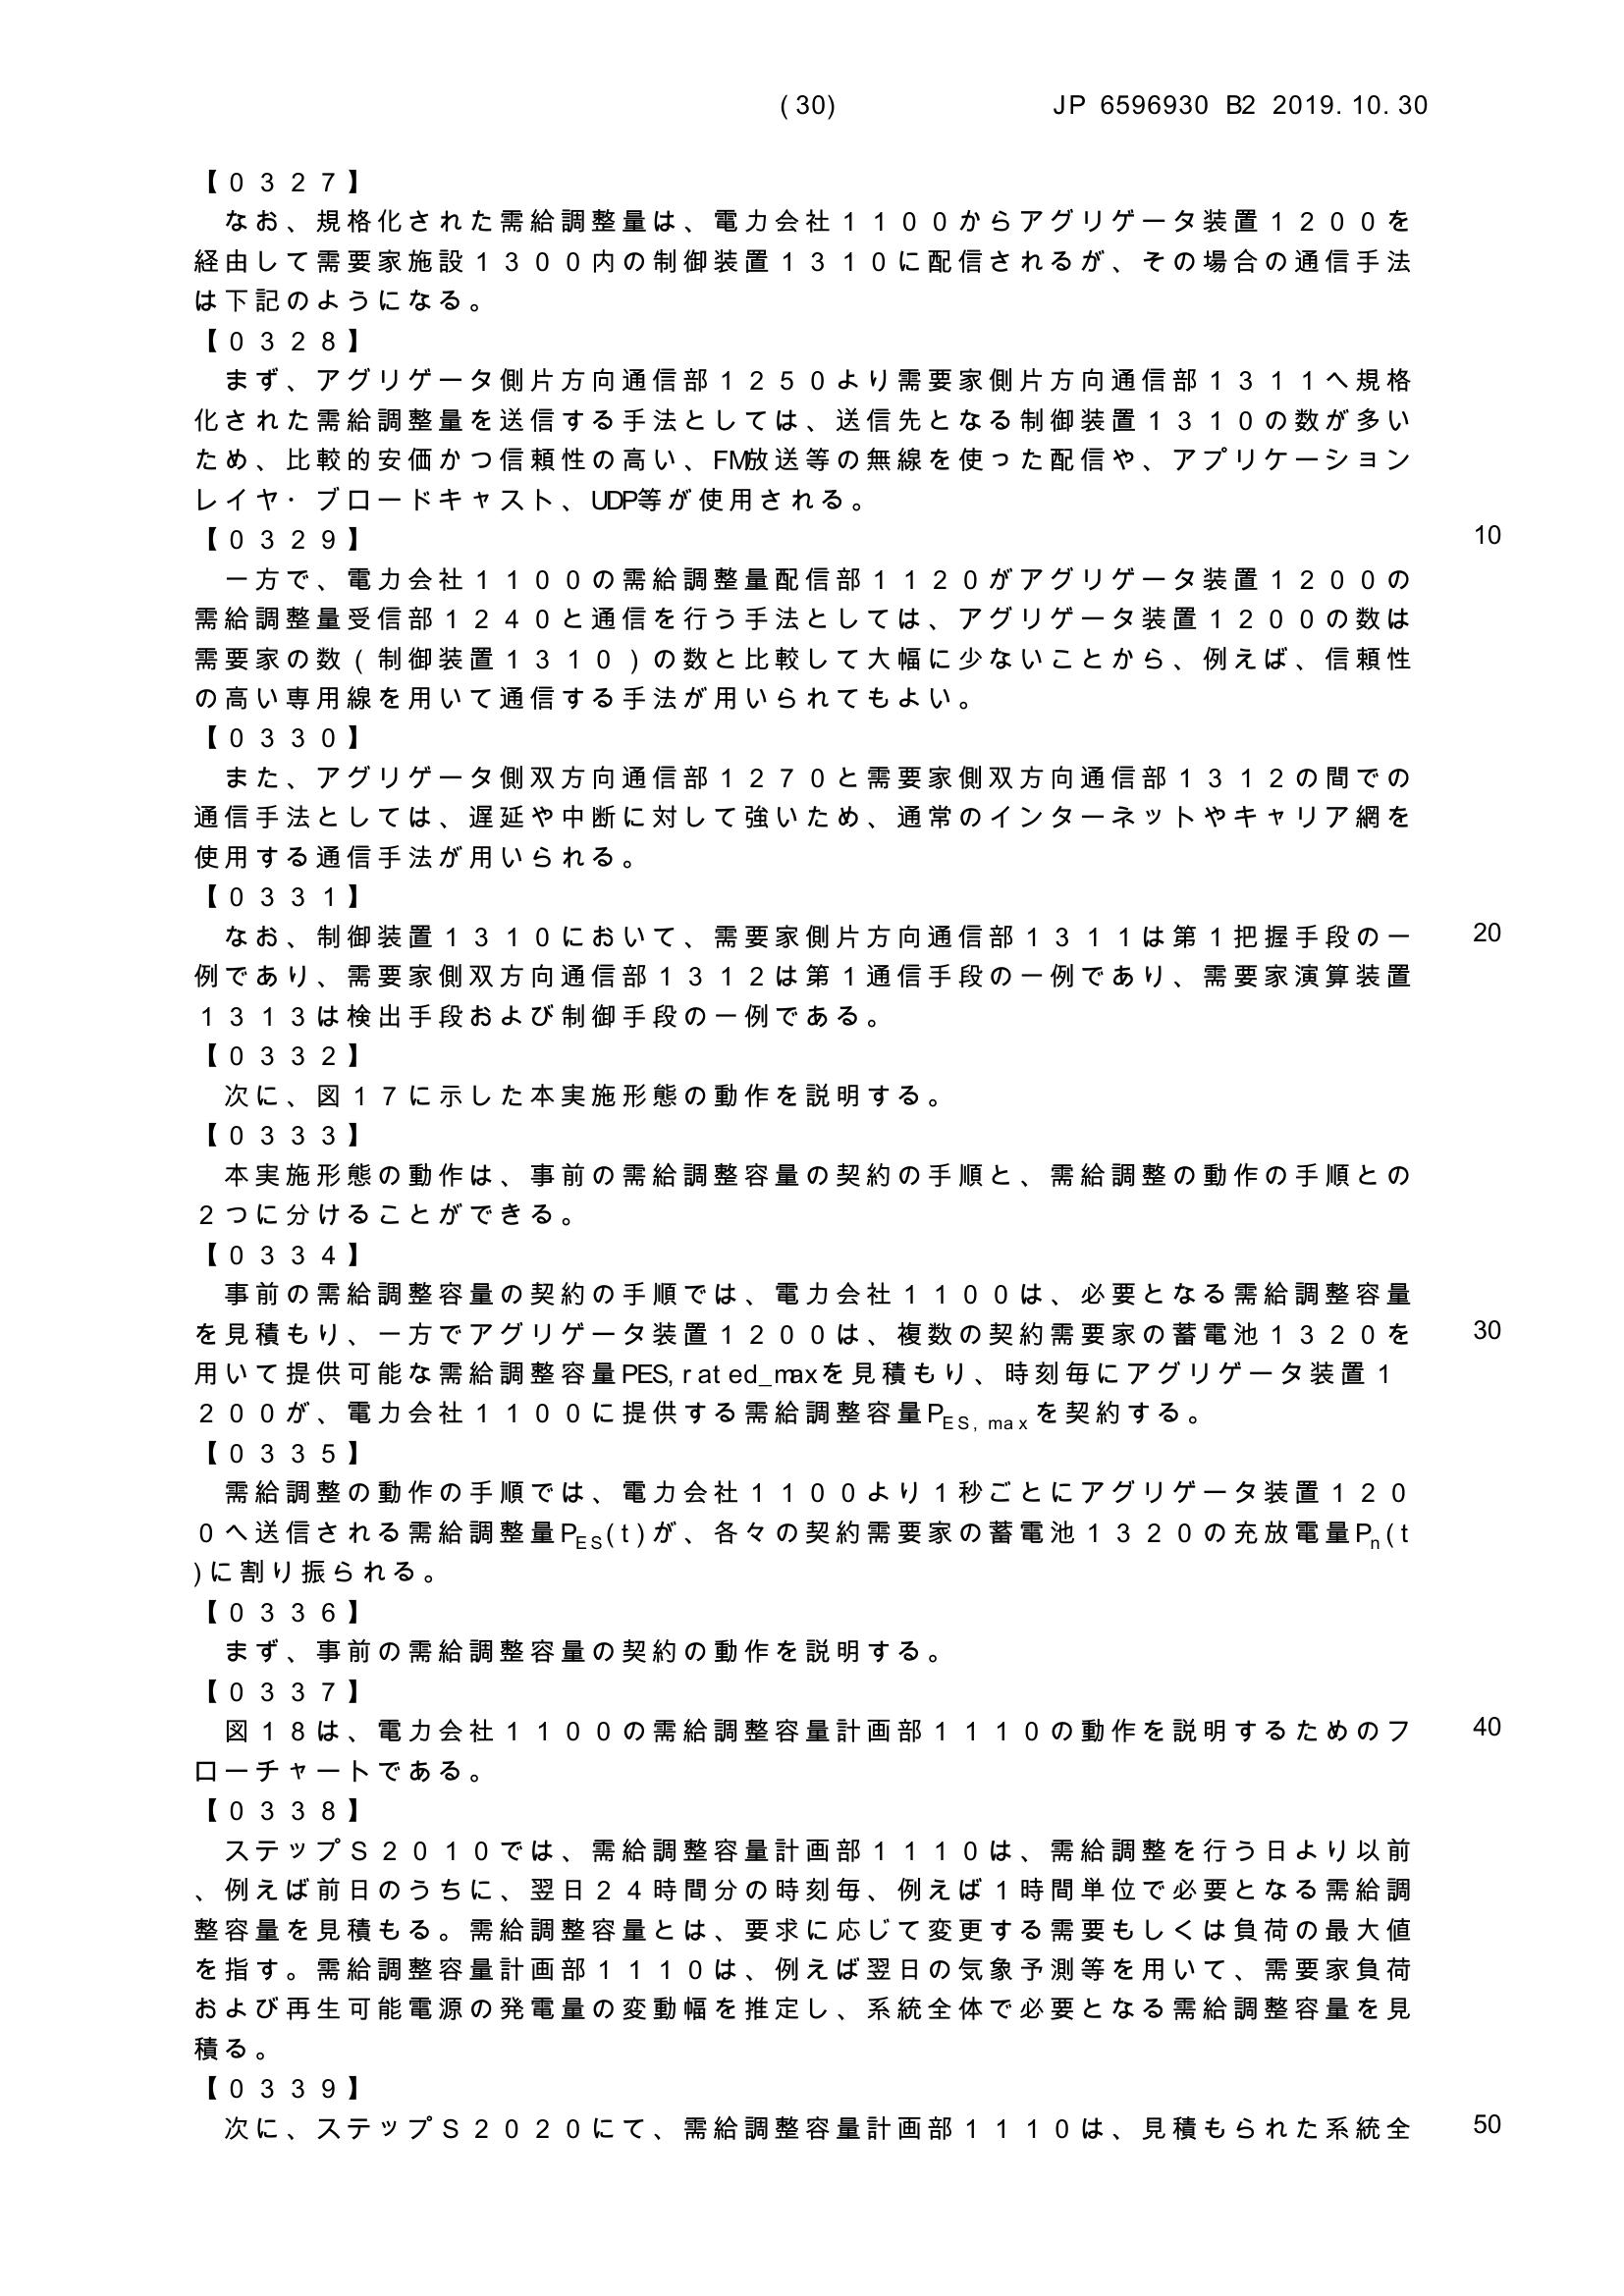 (30) JP 6596930 B2 2019.10.30
【０３２７】
　なお、規格化された需給調整量は、電力会社１１００からアグリゲータ装置１２００を
経由して需要家施設１３００内の制御装置１３１０に配信されるが、その場合の通信手法
は下記のようになる。
【０３２８】
　まず、アグリゲータ側片方向通信部１２５０より需要家側片方向通信部１３１１へ規格
化された需給調整量を送信する手法としては、送信先となる制御装置１３１０の数が多い
ため、比較的安価かつ信頼性の高い、FM放送等の無線を使った配信や、アプリケーション
レイヤ・ブロードキャスト、UDP等が使用される。
【０３２９】 10
　一方で、電力会社１１００の需給調整量配信部１１２０がアグリゲータ装置１２００の
需給調整量受信部１２４０と通信を行う手法としては、アグリゲータ装置１２００の数は
需要家の数(制御装置１３１０)の数と比較して大幅に少ないことから、例えば、信頼性
の高い専用線を用いて通信する手法が用いられてもよい。
【０３３０】
　また、アグリゲータ側双方向通信部１２７０と需要家側双方向通信部１３１２の間での
通信手法としては、遅延や中断に対して強いため、通常のインターネットやキャリア網を
使用する通信手法が用いられる。
【０３３１】
　なお、制御装置１３１０において、需要家側片方向通信部１３１１は第１把握手段の一 20
例であり、需要家側双方向通信部１３１２は第１通信手段の一例であり、需要家演算装置
１３１３は検出手段および制御手段の一例である。
【０３３２】
　次に、図１７に示した本実施形態の動作を説明する。
【０３３３】
　本実施形態の動作は、事前の需給調整容量の契約の手順と、需給調整の動作の手順との
２つに分けることができる。
【０３３４】
　事前の需給調整容量の契約の手順では、電力会社１１００は、必要となる需給調整容量
を見積もり、一方でアグリゲータ装置１２００は、複数の契約需要家の蓄電池１３２０を 30
用いて提供可能な需給調整容量PES,rated_maxを見積もり、時刻毎にアグリゲータ装置１
２００が、電力会社１１００に提供する需給調整容量PES,maxを契約する。
【０３３５】
　需給調整の動作の手順では、電力会社１１００より１秒ごとにアグリゲータ装置１２０
０へ送信される需給調整量PES(t)が、各々の契約需要家の蓄電池１３２０の充放電量Pn(t
)に割り振られる。
【０３３６】
　まず、事前の需給調整容量の契約の動作を説明する。
【０３３７】
　図１８は、電力会社１１００の需給調整容量計画部１１１０の動作を説明するためのフ 40
ローチャートである。
【０３３８】
　ステップＳ２０１０では、需給調整容量計画部１１１０は、需給調整を行う日より以前
、例えば前日のうちに、翌日２４時間分の時刻毎、例えば１時間単位で必要となる需給調
整容量を見積もる。需給調整容量とは、要求に応じて変更する需要もしくは負荷の最大値
を指す。需給調整容量計画部１１１０は、例えば翌日の気象予測等を用いて、需要家負荷
および再生可能電源の発電量の変動幅を推定し、系統全体で必要となる需給調整容量を見
積る。
【０３３９】
　次に、ステップＳ２０２０にて、需給調整容量計画部１１１０は、見積もられた系統全 50